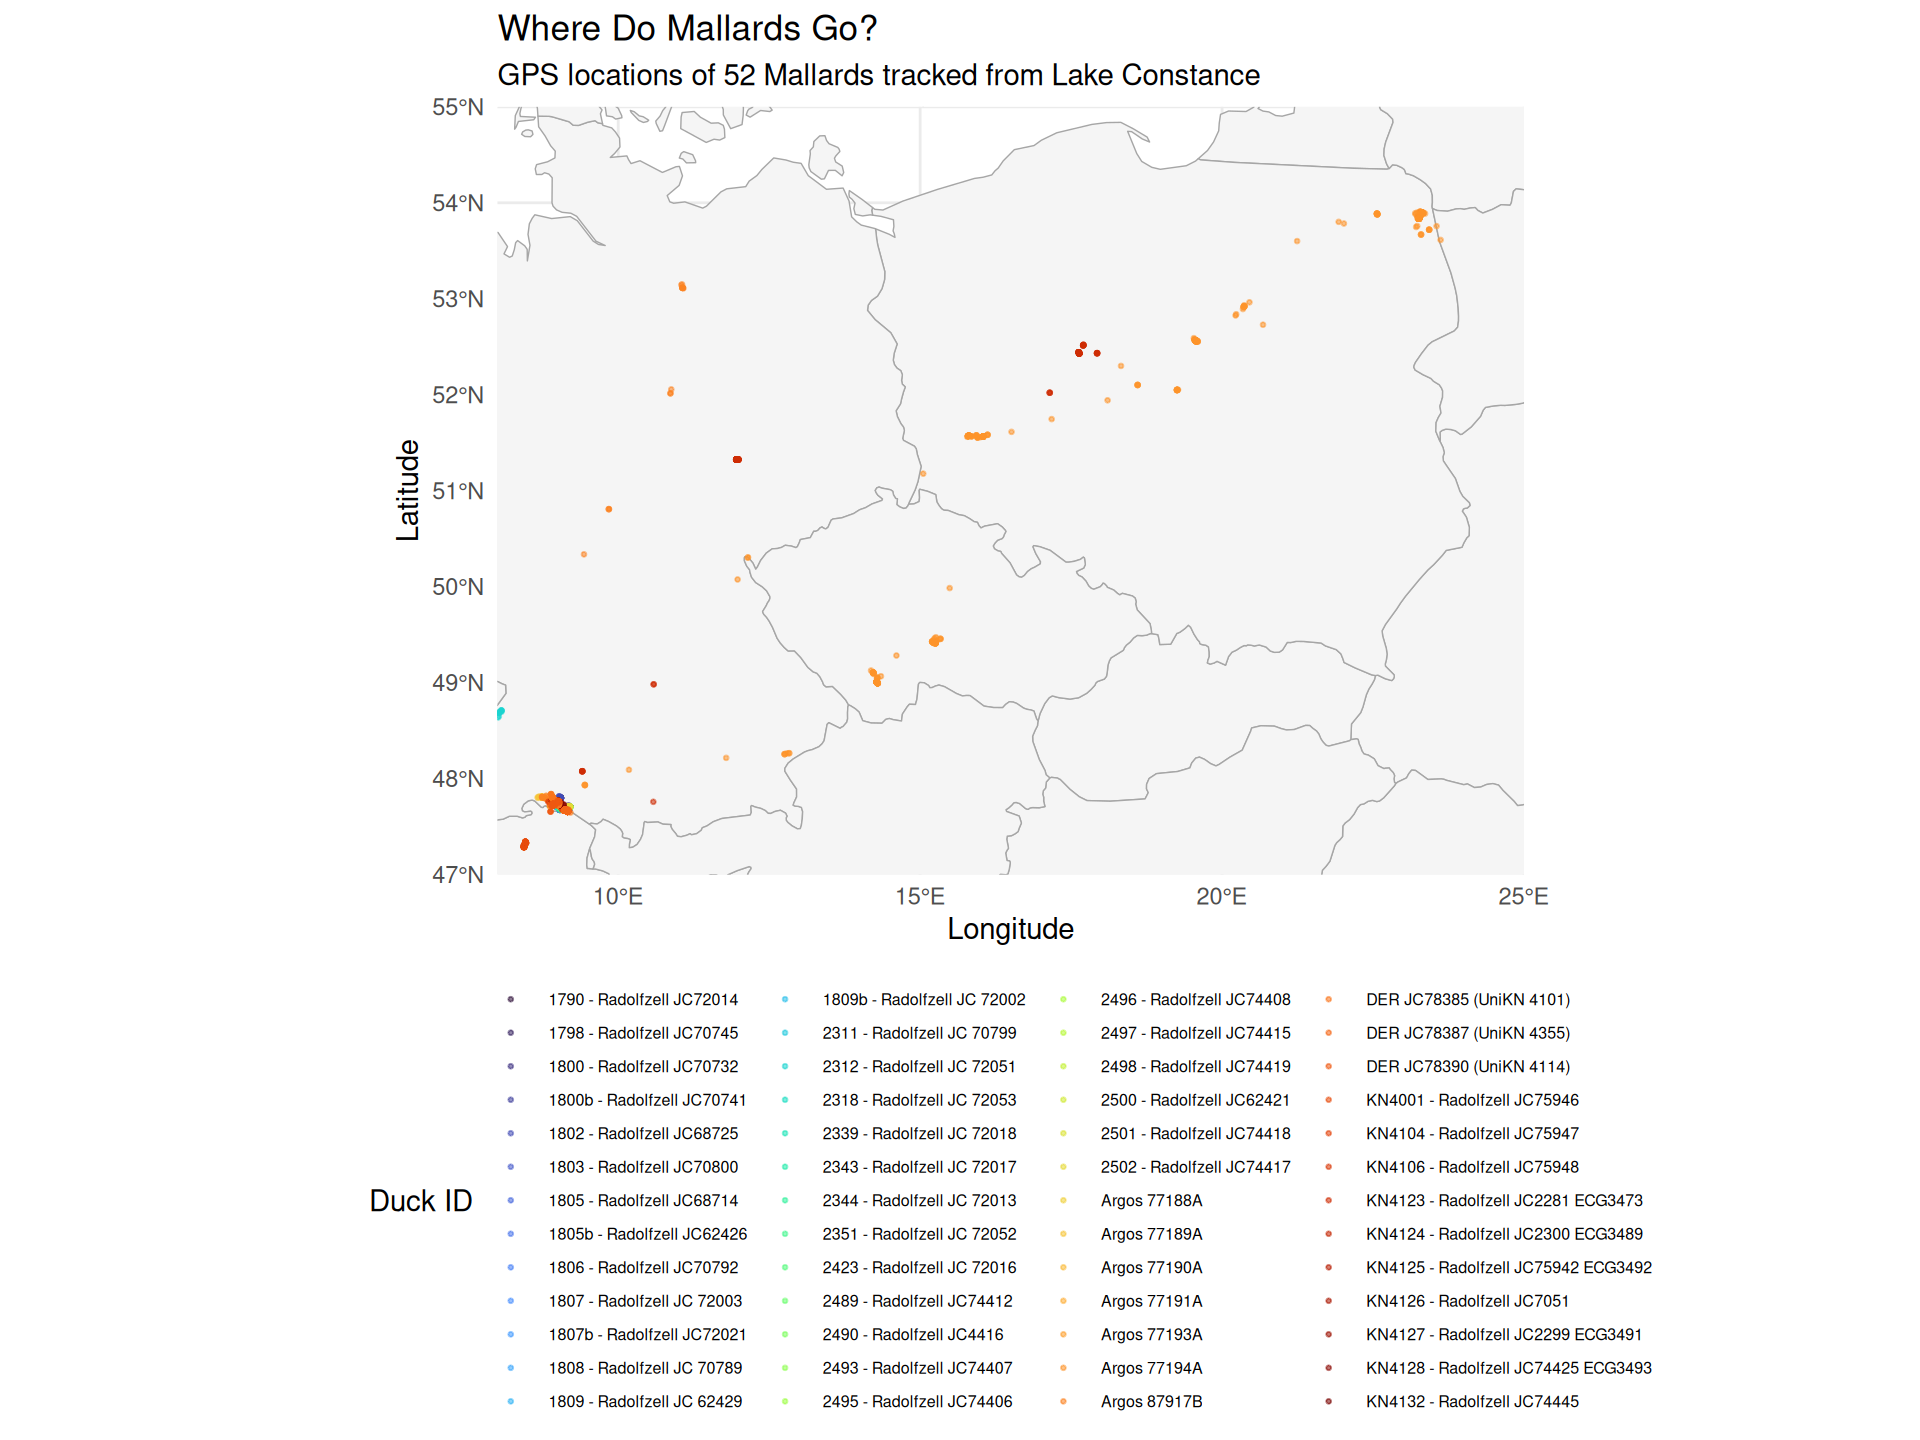 Where Do Mallards Go?
GPS locations of 52 Mallards tracked from Lake Constance
55°N
54°N
53°N
52°N
51°N
50°N
49°N
48°N
47°N
Latitude
10°E
15°E
20°E
25°E
Longitude
Duck ID
1790 - Radolfzell JC72014
1798 - Radolfzell JC70745
1800 - Radolfzell JC70732
1800b - Radolfzell JC70741
1802 - Radolfzell JC68725
1803 - Radolfzell JC70800
1805 - Radolfzell JC68714
1805b - Radolfzell JC62426
1806 - Radolfzell JC70792
1807 - Radolfzell JC 72003
1807b - Radolfzell JC72021
1808 - Radolfzell JC 70789
1809 - Radolfzell JC 62429
1809b - Radolfzell JC 72002
2311 - Radolfzell JC 70799
2312 - Radolfzell JC 72051
2318 - Radolfzell JC 72053
2339 - Radolfzell JC 72018
2343 - Radolfzell JC 72017
2344 - Radolfzell JC 72013
2351 - Radolfzell JC 72052
2423 - Radolfzell JC 72016
2489 - Radolfzell JC74412
2490 - Radolfzell JC4416
2493 - Radolfzell JC74407
2495 - Radolfzell JC74406
2496 - Radolfzell JC74408
2497 - Radolfzell JC74415
2498 - Radolfzell JC74419
2500 - Radolfzell JC62421
2501 - Radolfzell JC74418
2502 - Radolfzell JC74417
Argos 77188A
Argos 77189A
Argos 77190A
Argos 77191A
Argos 77193A
Argos 77194A
Argos 87917B
DER JC78385 (UniKN 4101)
DER JC78387 (UniKN 4355)
DER JC78390 (UniKN 4114)
KN4001 - Radolfzell JC75946
KN4104 - Radolfzell JC75947
KN4106 - Radolfzell JC75948
KN4123 - Radolfzell JC2281 ECG3473
KN4124 - Radolfzell JC2300 ECG3489
KN4125 - Radolfzell JC75942 ECG3492
KN4126 - Radolfzell JC7051
KN4127 - Radolfzell JC2299 ECG3491
KN4128 - Radolfzell JC74425 ECG3493
KN4132 - Radolfzell JC74445